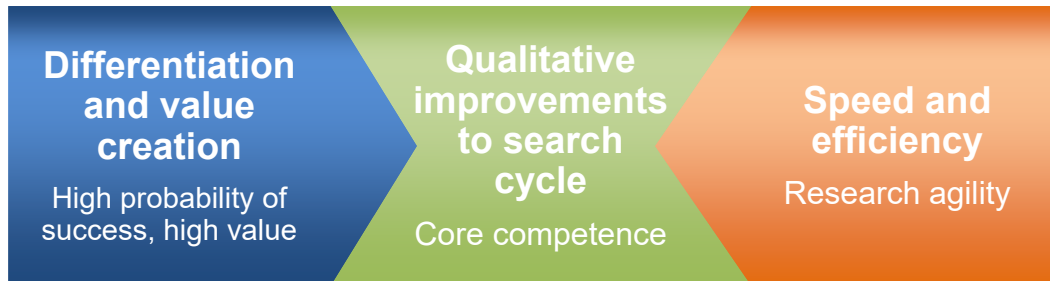 Differentiation
and value
creation
High probability of
success, high value
Qualitative
improvements
to search
cycle
Core competence
Speed and
efficiency
Research agility